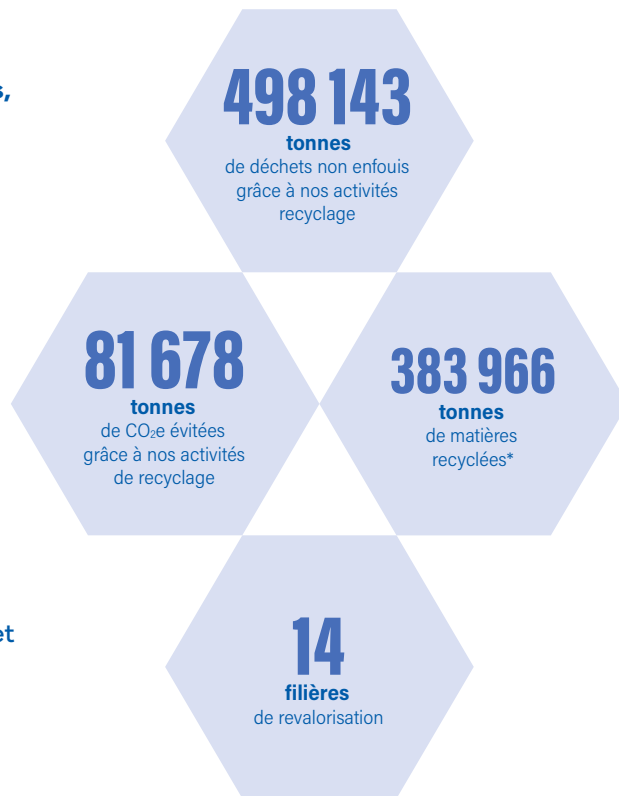 s,
498 143
tonnes
de déchets non enfouis
grâce à nos activités
recyclage
81 678
tonnes
de CO₂e évitées
grâce à nos activités
de recyclage
383 966
tonnes
de matières
recyclées*
et
14
filières
de revalorisation